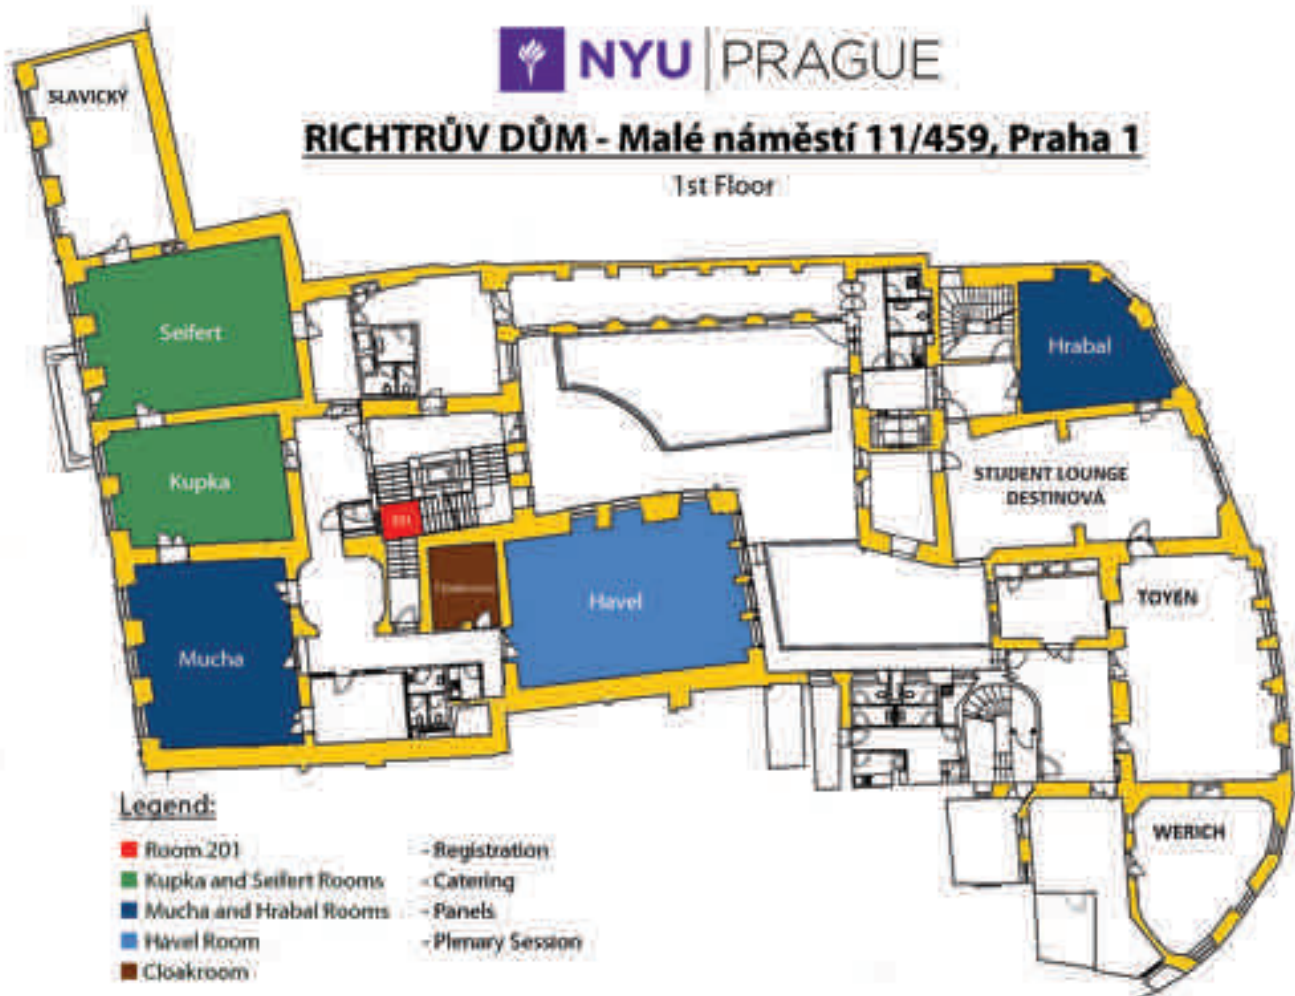 NYU | PRAGUE
RICHTRŮV DŮM - Malé náměstí 11/459, Praha 1
1st Floor
SLAVICKÝ
Seifert
Hrabal
Kupka
STUDENT LOUNGE
DESTINOVÁ
201
Havel
TOYEN
Mucha
WERICH
Legend:
Room 201 - Registration
Kupka and Seifert Rooms - Catering
Mucha and Hrabal Rooms - Panels
Havel Room - Plenary Session
Cloakroom